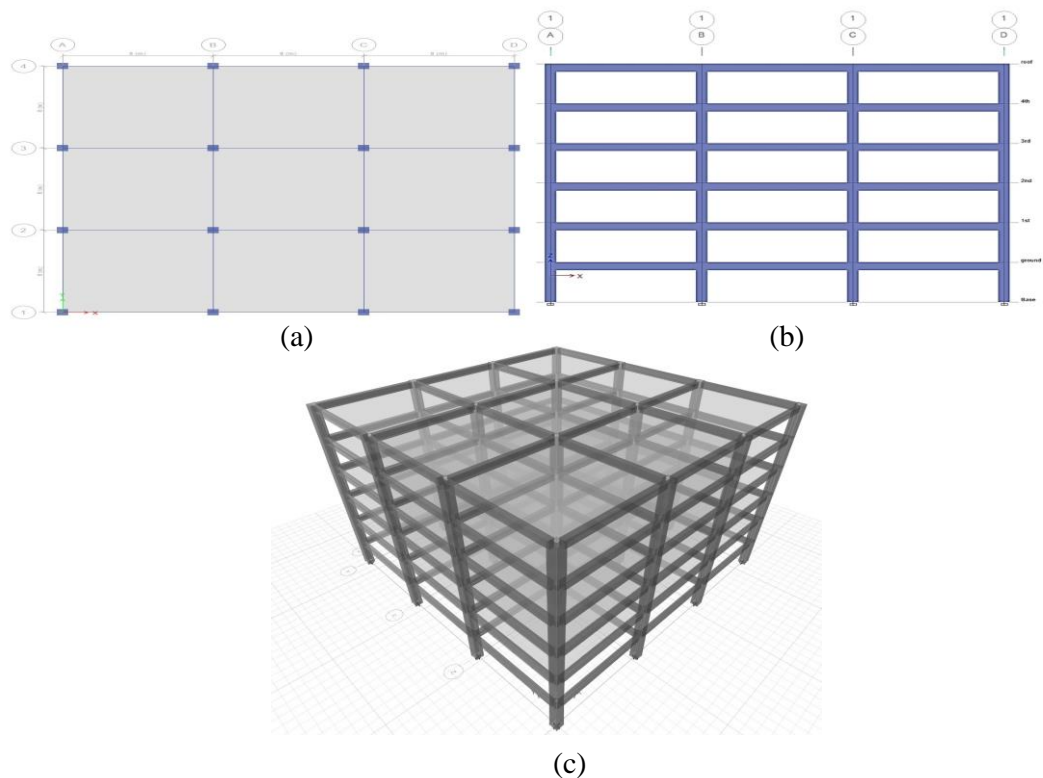 A B C D
4
3
2
1
X
(a)
1 1 1 1
A B C D
roof
4th
3rd
2nd
1st
ground
Z
X
Base
(b)
(c)